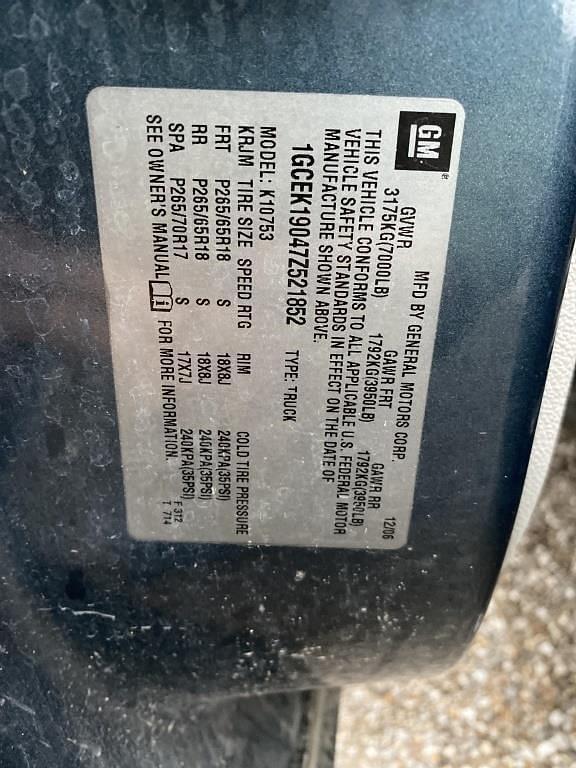 GM
MFD BY GENERAL MOTORS CORP 12/06
GVWR GAWR FRT GAWR RR
3175KG(7000LB) 1792KG(3950LB) 1792KG(3950LB)
THIS VEHICLE CONFORMS TO ALL APPLICABLE U.S. FEDERAL MOTOR
VEHICLE SAFETY STANDARDS IN EFFECT ON THE DATE OF
MANUFACTURE SHOWN ABOVE.
1GCEK19047Z521852 TYPE: TRUCK
MODEL: K10753
KRJM TIRE SIZE SPEED RTG RIM COLD TIRE PRESSURE
FRT P265/65R18 S 18X8J 240KPA(35PSI)
RR P265/65R18 S 18X8J 240KPA(35PSI)
SPA P265/70R17 S 17X7J 240KPA(35PSI)
SEE OWNER'S MANUAL FOR MORE INFORMATION. F 312
T 714